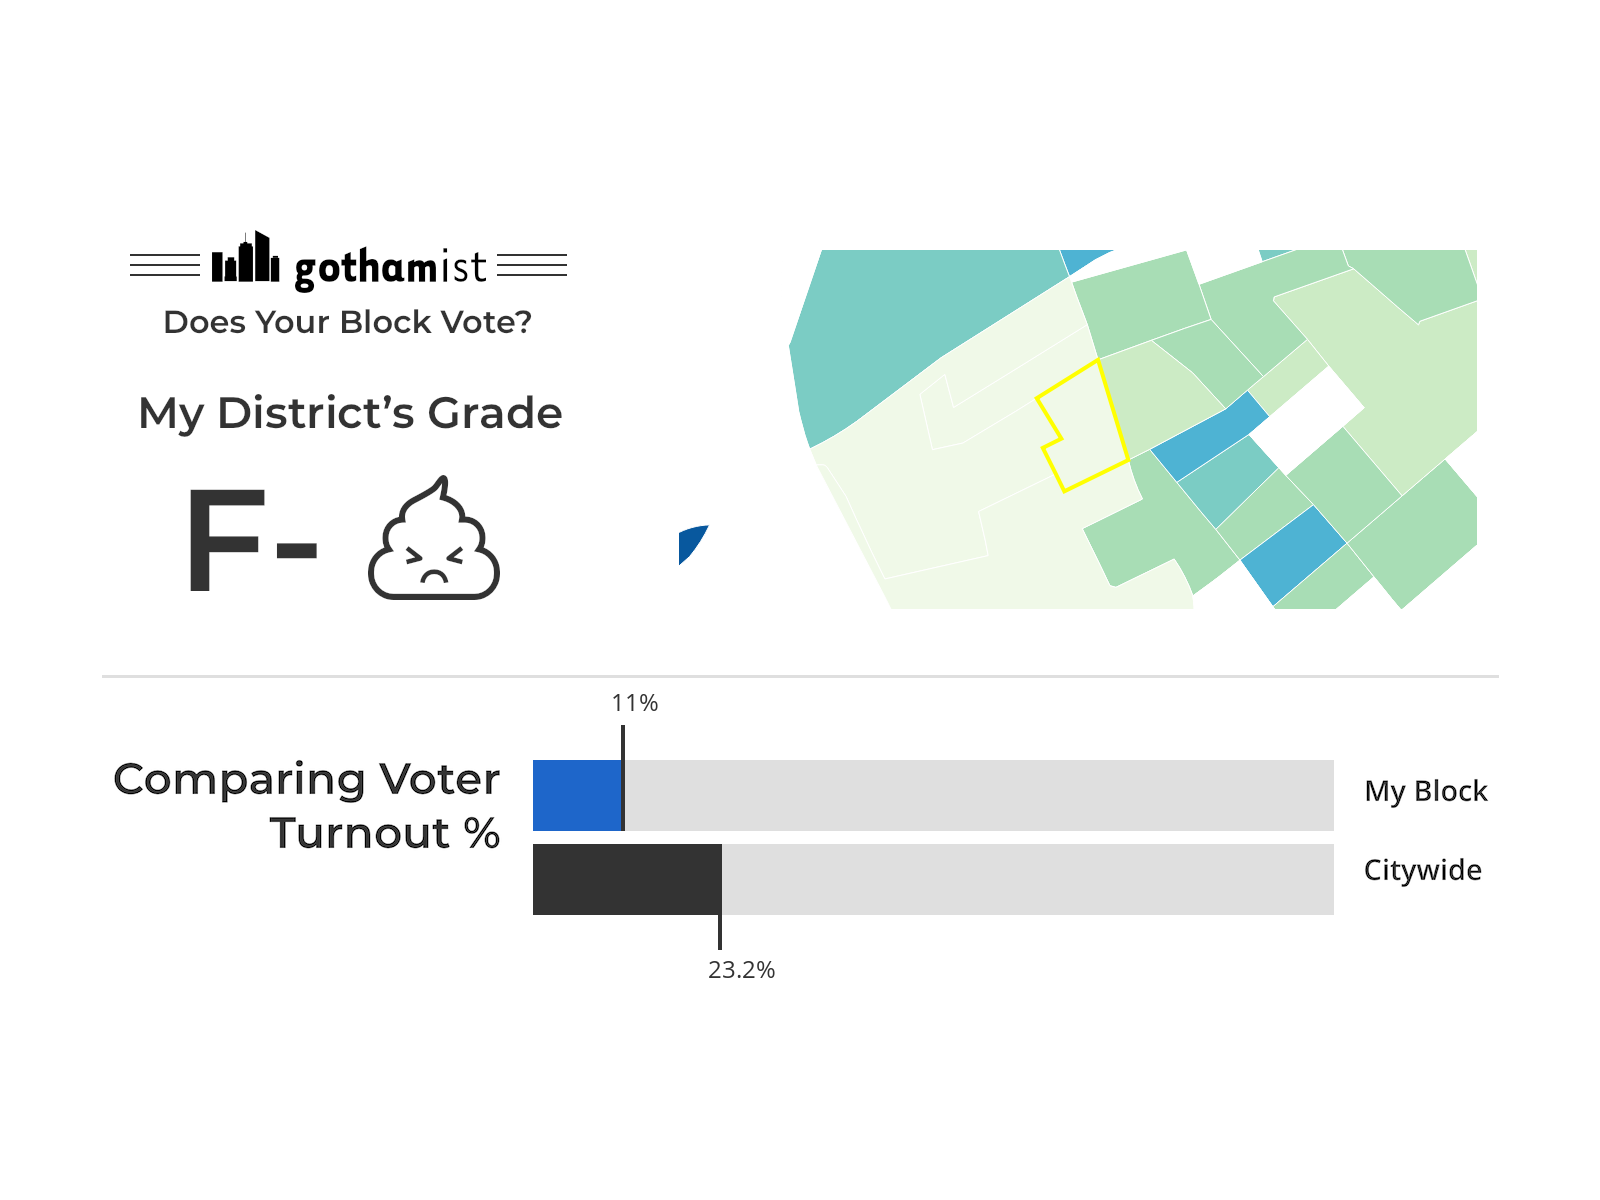 gothamist
Does Your Block Vote?
My District’s Grade
F-
11%
Comparing Voter
Turnout %
My Block
Citywide
23.2%